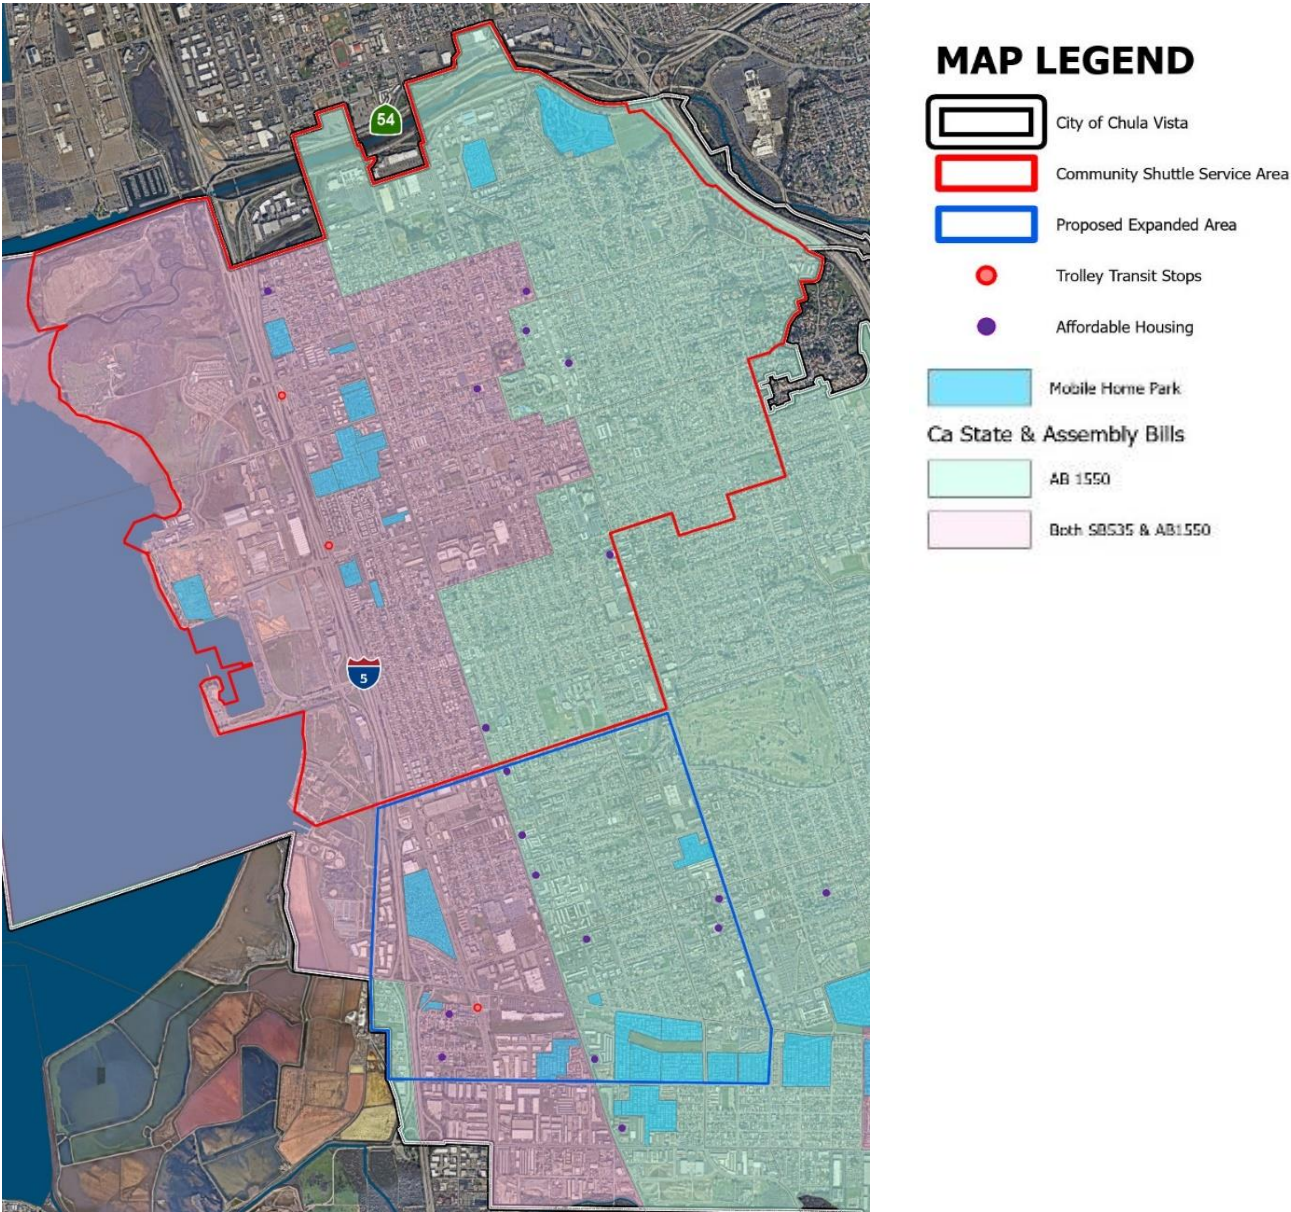 54
5
MAP LEGEND
City of Chula Vista
Community Shuttle Service Area
Proposed Expanded Area
Trolley Transit Stops
Affordable Housing
Mobile Home Park
Ca State & Assembly Bills
AB 1550
Both SB535 & AB1550